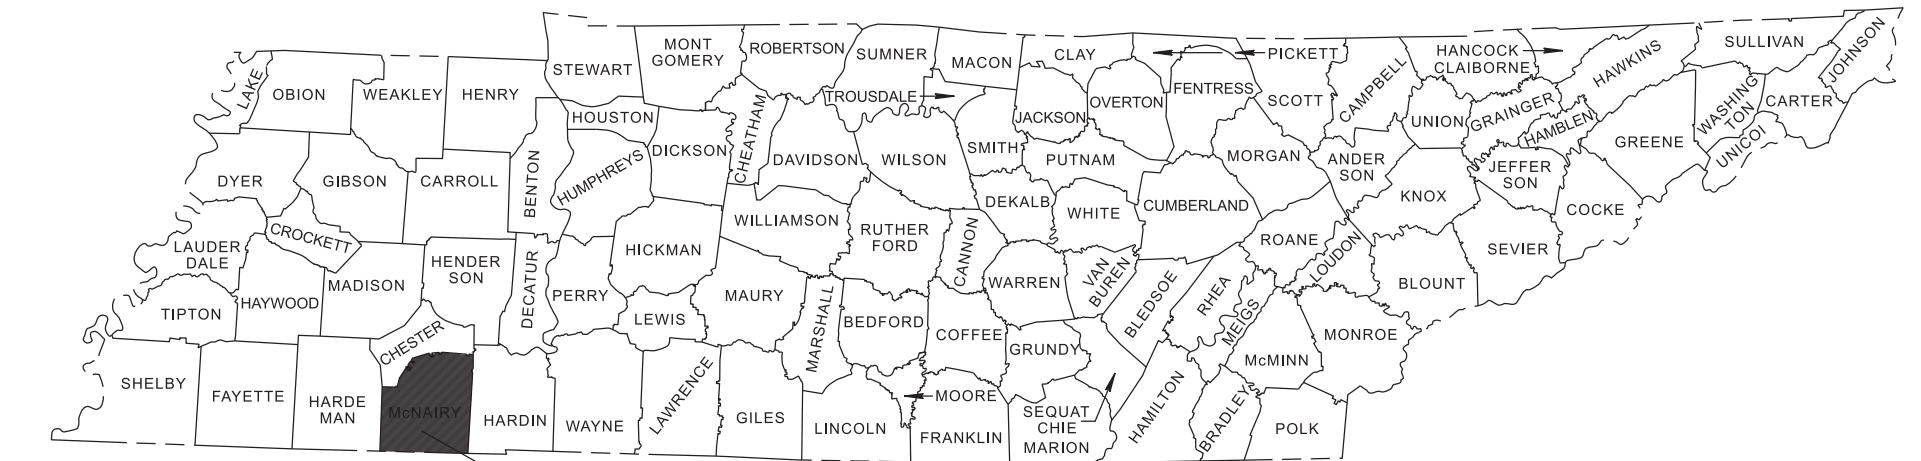 LAKE
OBION
WEAKLEY
HENRY
STEWART
MONT
GOMERY
ROBERTSON
SUMNER
MACON
CLAY
PICKETT
HANCOCK
CLAIBORNE
HAWKINS
SULLIVAN
JOHNSON
CARTER
WASHING
TON
UNICOI
GREENE
HAMBLEN
GRAINGER
UNION
CAMPBELL
SCOTT
FENTRESS
OVERTON
JACKSON
TROUSDALE
CHEATHAM
HOUSTON
DICKSON
HUMPHREYS
BENTON
CARROLL
GIBSON
DYER
DAVIDSON
WILSON
SMITH
PUTNAM
MORGAN
ANDER
SON
KNOX
JEFFER
SON
COCKE
SEVIER
BLOUNT
LOUDON
ROANE
CUMBERLAND
WHITE
DEKALB
CANNON
RUTHER
FORD
WILLIAMSON
HICKMAN
DECATUR
HENDER
SON
MADISON
CROCKETT
LAUDER
DALE
TIPTON
HAYWOOD
CHESTER
PERRY
LEWIS
MAURY
MARSHALL
BEDFORD
COFFEE
WARREN
VAN
BUREN
BLEDSOE
RHEA
MEIGS
McMINN
MONROE
GRUNDY
SHELBY
FAYETTE
HARDE
MAN
McNAIRY
HARDIN
WAYNE
LAWRENCE
GILES
LINCOLN
MOORE
FRANKLIN
SEQUAT
CHIE
MARION
HAMILTON
BRADLEY
POLK